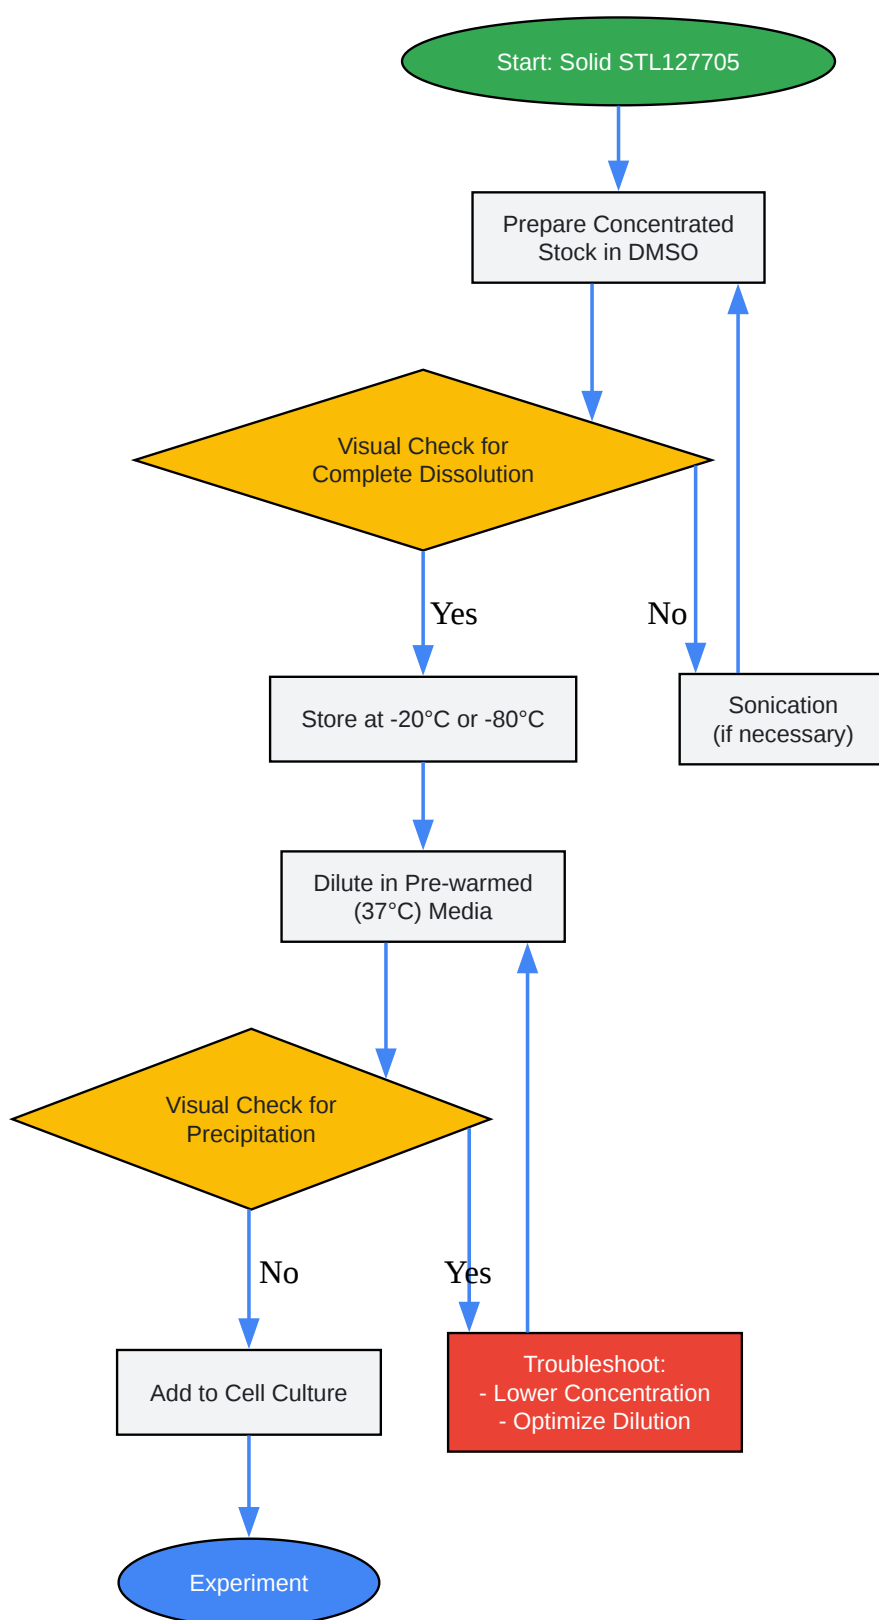 Start: Solid STL127705
Prepare Concentrated
Stock in DMSO
Visual Check for
Complete Dissolution
Yes
No
Store at -20°C or -80°C
Sonication
(if necessary)
Dilute in Pre-warmed
(37°C) Media
Visual Check for
Precipitation
No
Yes
Add to Cell Culture
Troubleshoot:
- Lower Concentration
- Optimize Dilution
Experiment